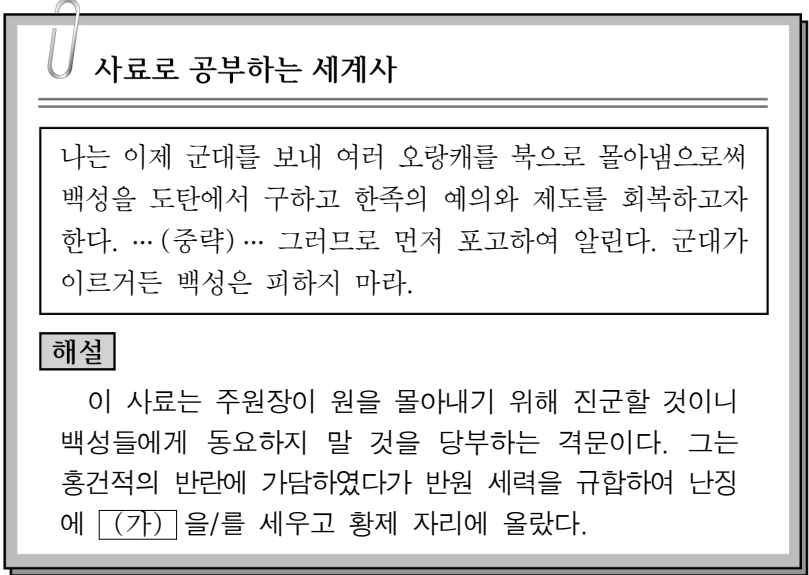 사료로 공부하는 세계사
나는 이제 군대를 보내 여러 오랑캐를 북으로 몰아냄으로써
백성을 도탄에서 구하고 한족의 예의와 제도를 회복하고자
한다. …(중략)… 그러므로 먼저 포고하여 알린다. 군대가
이르거든 백성은 피하지 마라.
해설
이 사료는 주원장이 원을 몰아내기 위해 진군할 것이니
백성들에게 동요하지 말 것을 당부하는 격문이다. 그는
홍건적의 반란에 가담하였다가 반원 세력을 규합하여 난징
에 (가) 을/를 세우고 황제 자리에 올랐다.